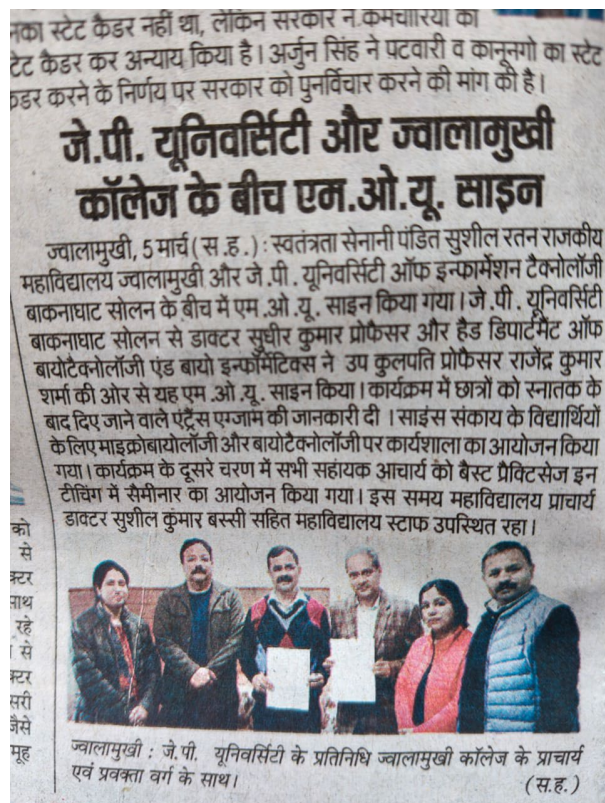 स्टेट कैडर नहीं था, लेकिन सरकार ने कर्मचारियों का
कैडर कर अन्याय किया है। अर्जुन सिंह ने पटवारी व कानूनगो का स्टेट
करने के निर्णय पर सरकार को पुनर्विचार करने की मांग की है।
जे.पी. यूनिवर्सिटी और ज्वालामुखी
कॉलेज के बीच एम.ओ.यू. साइन
ज्वालामुखी, 5 मार्च (स.ह.) : स्वतंत्रता सेनानी पंडित सुशील रतन राजकीय
महाविद्यालय ज्वालामुखी और जे.पी. यूनिवर्सिटी ऑफ इन्फार्मेशन टैक्नोलॉजी
बाकनाघाट सोलन के बीच में एम.ओ.यू. साइन किया गया। जे.पी. यूनिवर्सिटी
बाकनाघाट सोलन से डाक्टर सुधीर कुमार प्रोफैसर और हैड डिपार्टमैंट ऑफ
बायोटैक्नोलॉजी एंड बायो इन्फॉर्मेटिक्स ने उप कुलपति प्रोफैसर राजेंद्र कुमार
शर्मा की ओर से यह एम.ओ.यू. साइन किया। कार्यक्रम में छात्रों को स्नातक के
बाद दिए जाने वाले एंट्रैंस एग्जाम की जानकारी दी । साइंस संकाय के विद्यार्थियों
के लिए माइक्रोबायोलॉजी और बायोटैक्नोलॉजी पर कार्यशाला का आयोजन किया
गया। कार्यक्रम के दूसरे चरण में सभी सहायक आचार्य को बैस्ट प्रैक्टिसेज इन
टीचिंग में सैमीनार का आयोजन किया गया। इस समय महाविद्यालय प्राचार्य
डाक्टर सुशील कुमार बस्सी सहित महाविद्यालय स्टाफ उपस्थित रहा।
को
से
रहे
से
मूह
ज्वालामुखी : जे.पी. यूनिवर्सिटी के प्रतिनिधि ज्वालामुखी कॉलेज के प्राचार्य
एवं प्रवक्ता वर्ग के साथ। (स.ह.)